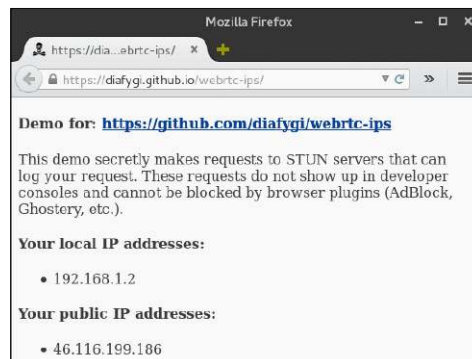 Mozilla Firefox
https://dia...ebrtc-ips/
https://diafygi.github.io/webrtc-ips/
Demo for: https://github.com/diafygi/webrtc-ips
This demo secretly makes requests to STUN servers that can
log your request. These requests do not show up in developer
consoles and cannot be blocked by browser plugins (AdBlock,
Ghostery, etc.).
Your local IP addresses:
• 192.168.1.2
Your public IP addresses:
• 46.116.199.186